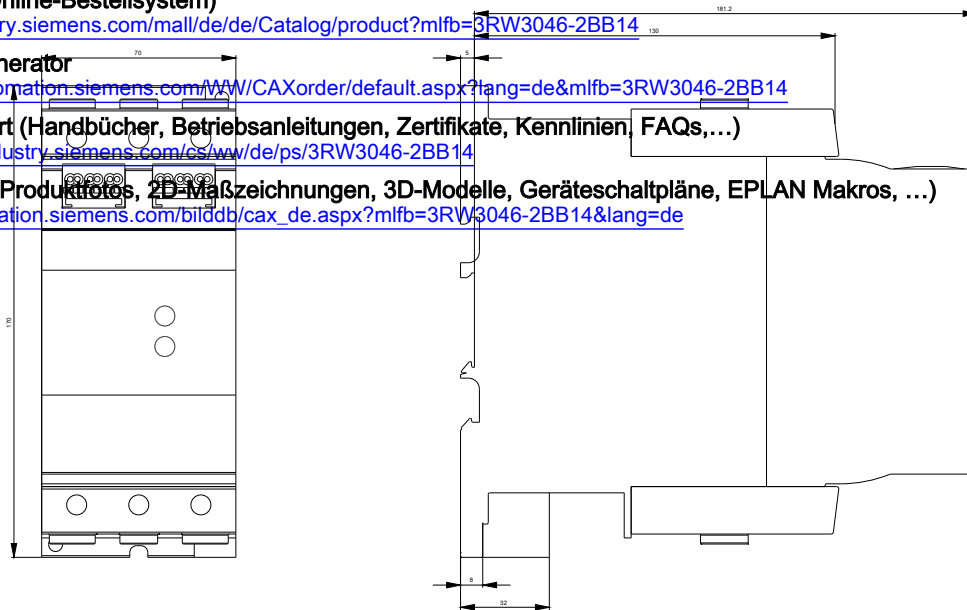 nline-Bestellsystem)
181.2
ry.siemens.com/mall/de/de/Catalog/product?mlfb=3RW3046-2BB14
130
70
5
nerator
omation.siemens.com/WW/CAXorder/default.aspx?lang=de&mlfb=3RW3046-2BB14
rt (Handbücher, Betriebsanleitungen, Zertifikate, Kennlinien, FAQs,...)
dustry.siemens.com/cs/ww/de/ps/3RW3046-2BB14
Produktfotos, 2D-Maßzeichnungen, 3D-Modelle, Geräteschaltpläne, EPLAN Makros, ...)
ation.siemens.com/bilddb/cax_de.aspx?mlfb=3RW3046-2BB14&lang=de
170
8
32